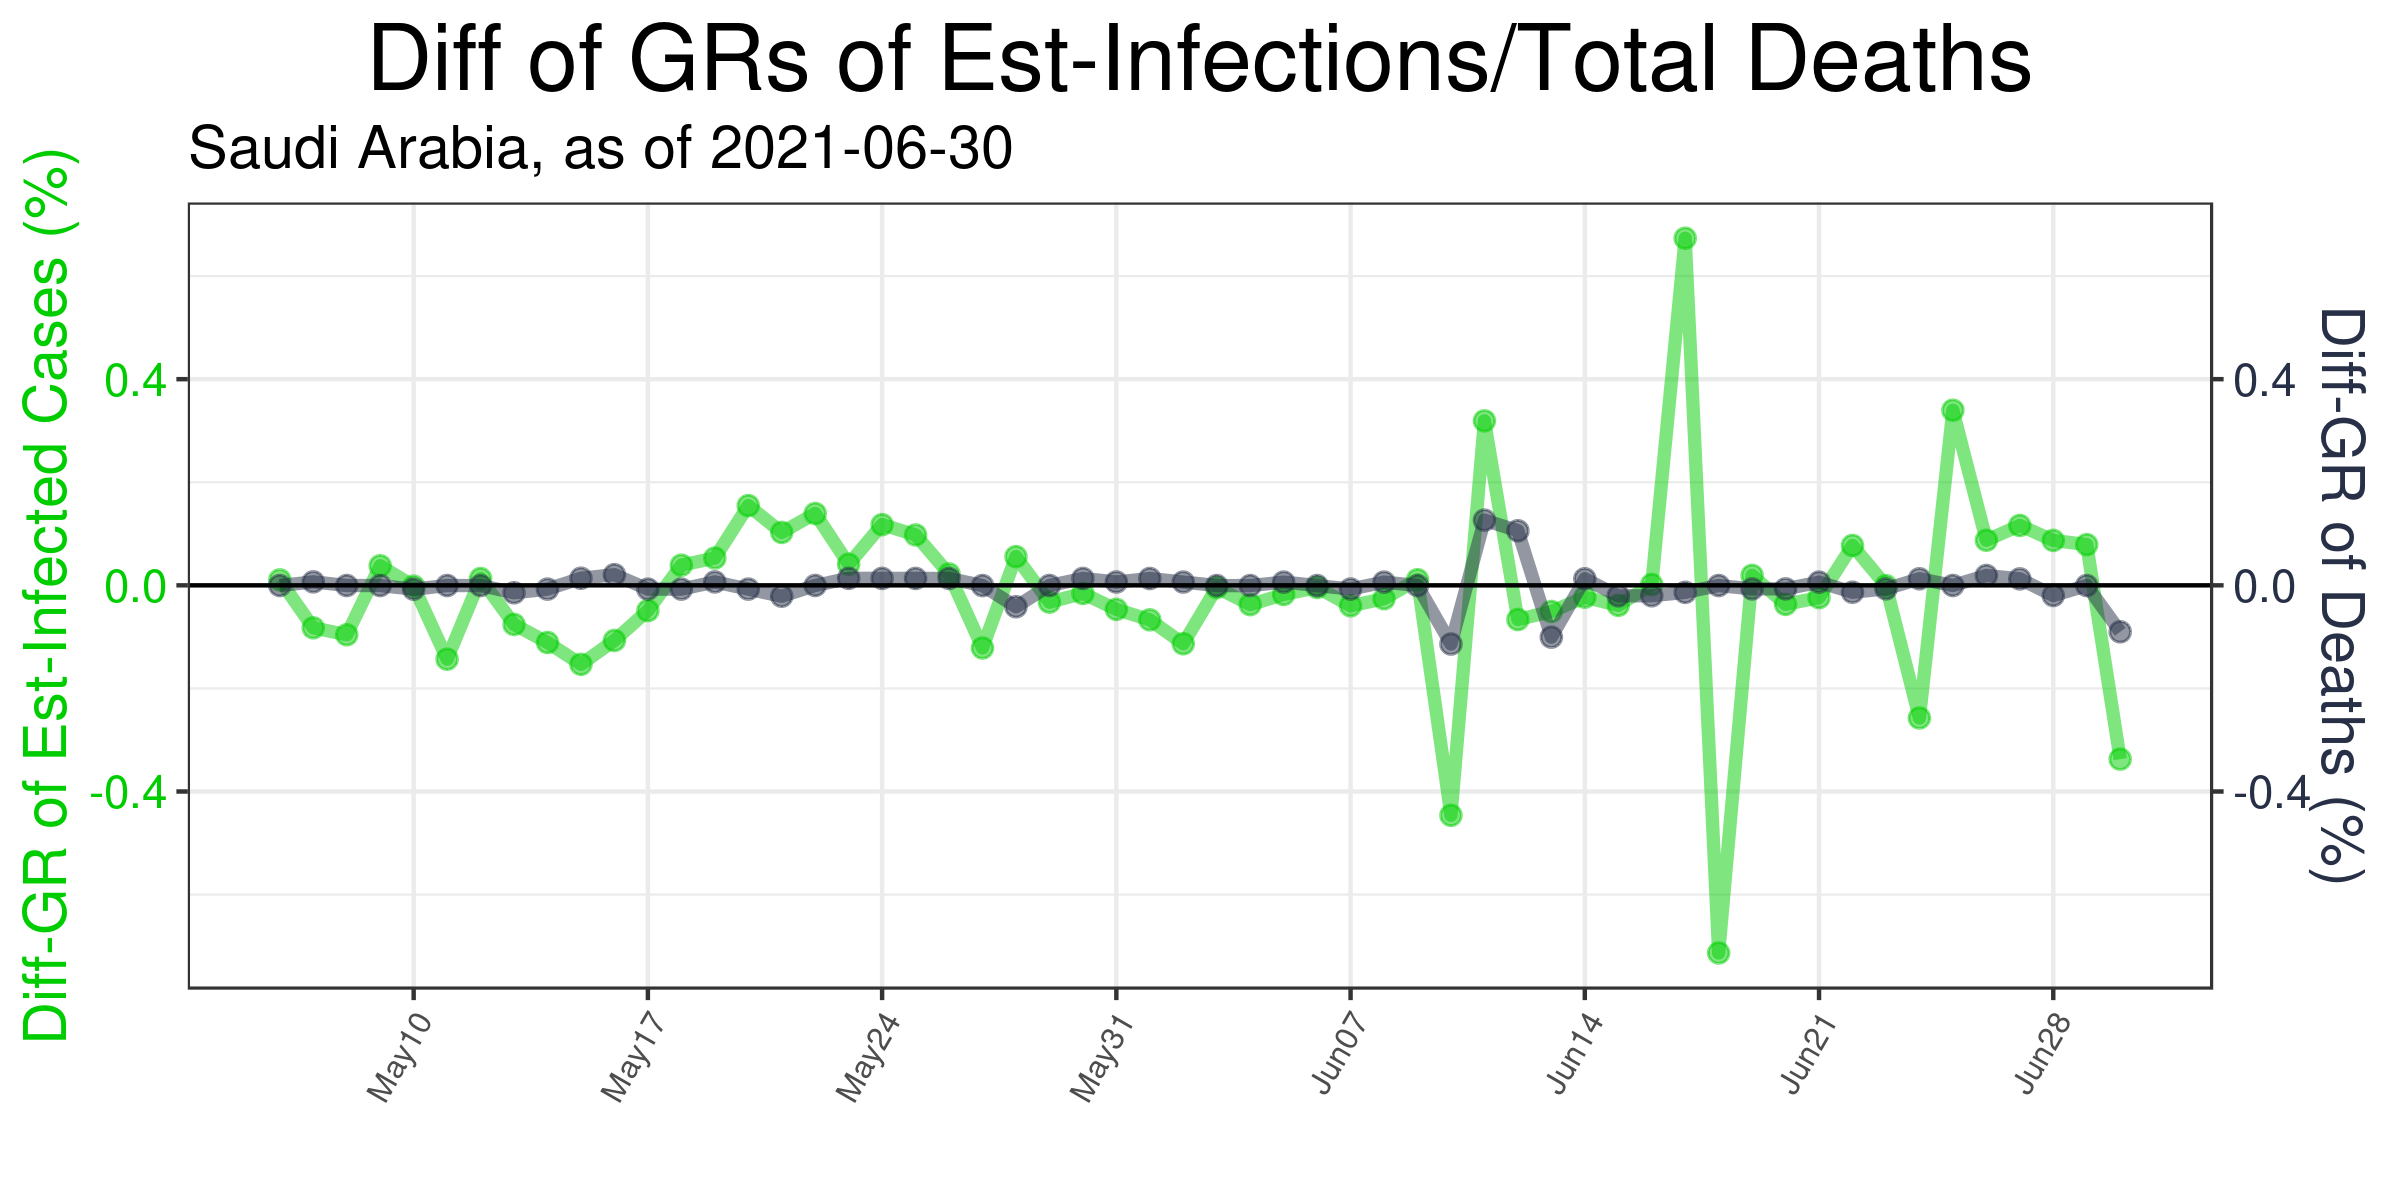 Diff of GRs of Est-Infections/Total Deaths
Saudi Arabia, as of 2021-06-30
Diff-GR of Est-Infected Cases (%)
0.4
0.0
-0.4
0.4
0.0
-0.4
Diff-GR of Deaths (%)
May10
May17
May24
May31
Jun07
Jun14
Jun21
Jun28